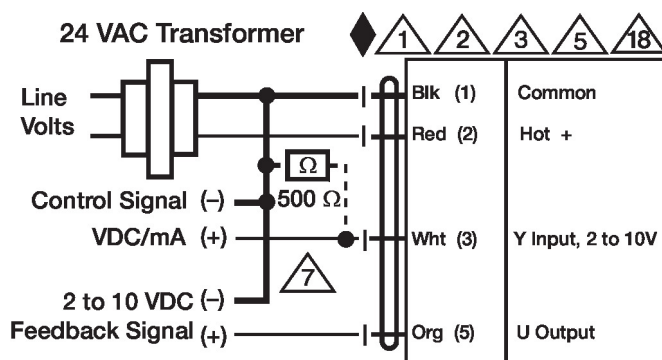 24 VAC Transformer
1 2 3 5 18
Line
Volts
Blk (1) Common
Red (2) Hot +
Ω
500 Ω
Control Signal (–)
VDC/mA (+)
Wht (3) Y Input, 2 to 10V
7
2 to 10 VDC (–)
Feedback Signal (+)
Org (5) U Output